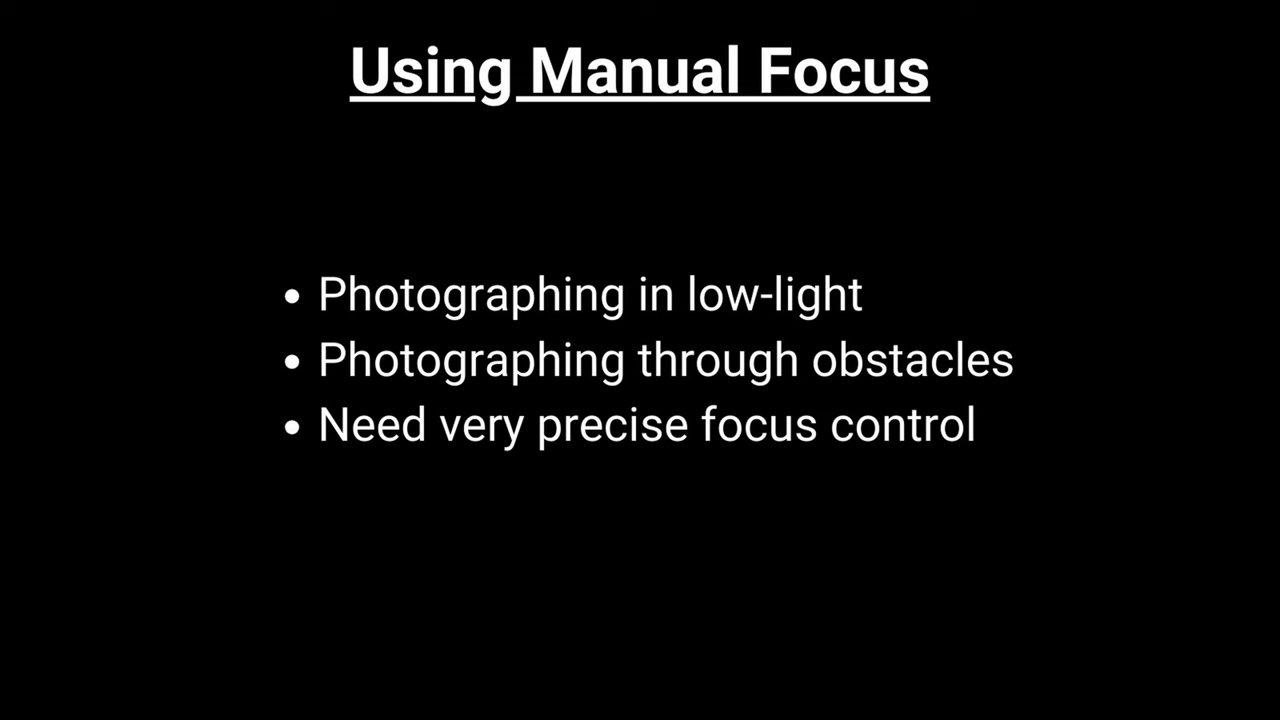 Using Manual Focus
• Photographing in low-light
• Photographing through obstacles
• Need very precise focus control